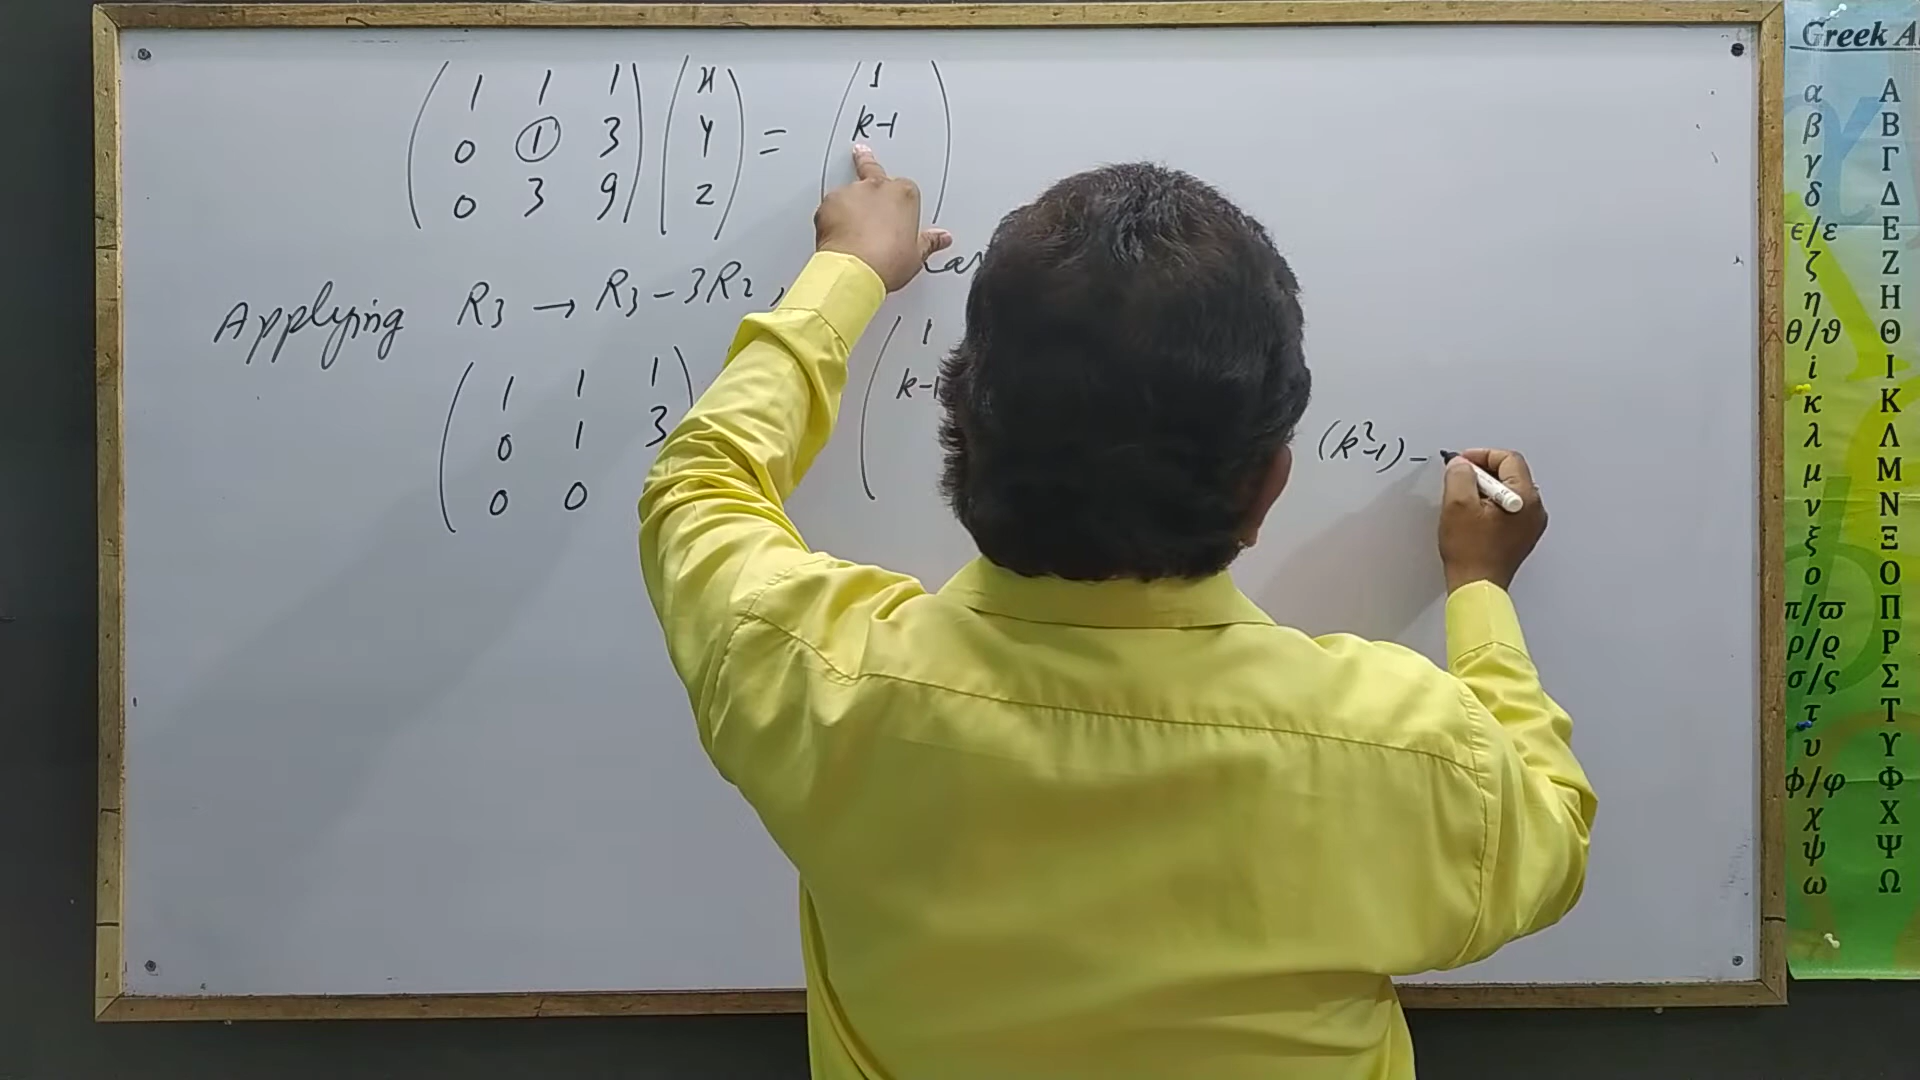 1 1 1 x 1
0 1 3 y = k-1
0 3 9 z
Applying R3 → R3 - 3R2,
1 1 1 1
0 1 3 k-1
0 0
(k²-1) -
Greek A
α Α
β Β
γ Γ
δ Δ
ϵ/ε Ε
ζ Ζ
η Η
θ/ϑ Θ
i Ι
κ Κ
λ Λ
μ Μ
ν Ν
ξ Ξ
ο Ο
π/ϖ Π
ρ/ϱ Ρ
σ/ς Σ
τ Τ
υ Υ
ϕ/φ Φ
χ Χ
ψ Ψ
ω Ω